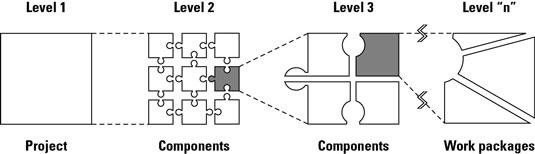 Level 1
Level 2
Level 3
Level "n"
Project
Components
Components
Work packages